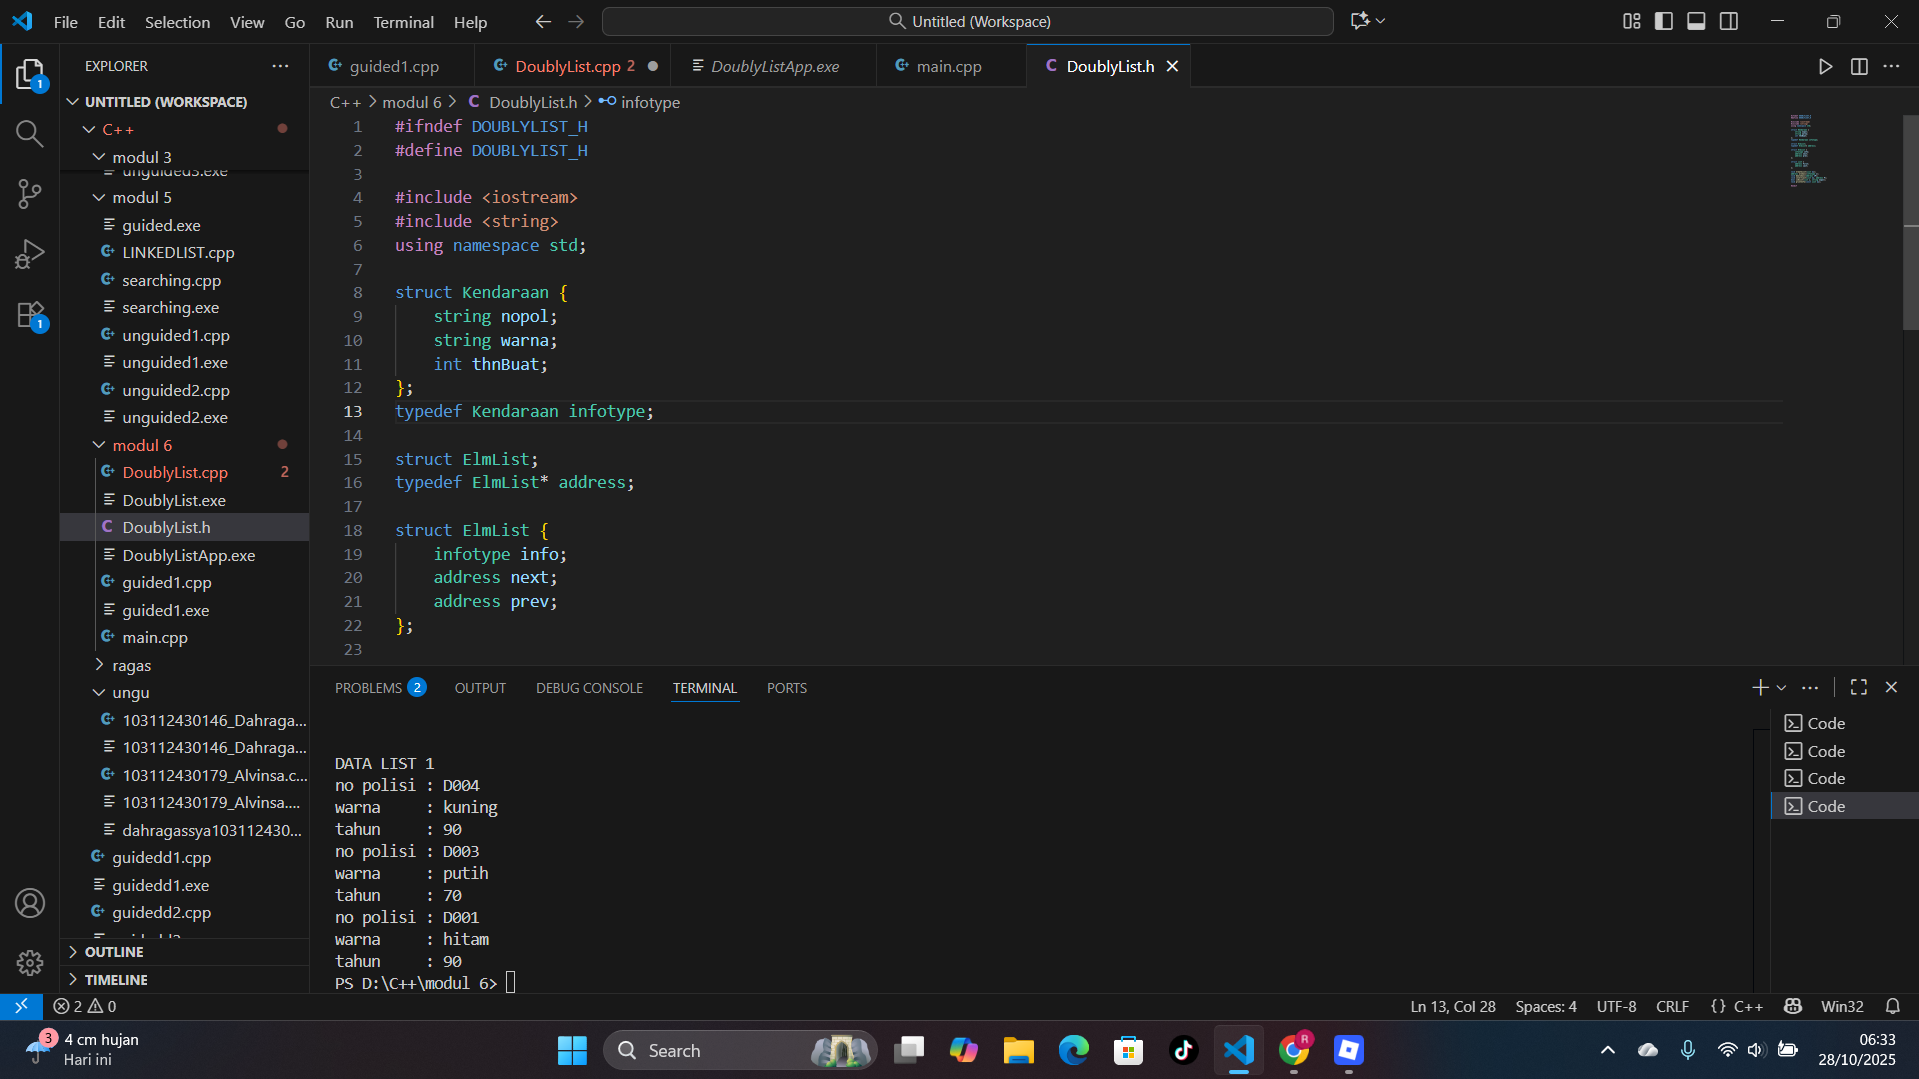 File Edit Selection View Go Run Terminal Help
Untitled (Workspace)
EXPLORER
guided1.cpp
DoublyList.cpp 2
DoublyListApp.exe
main.cpp
C DoublyList.h
UNTITLED (WORKSPACE)
C++
modul 3
unguided3.exe
modul 5
guided.exe
LINKEDLIST.cpp
searching.cpp
searching.exe
unguided1.cpp
unguided1.exe
unguided2.cpp
unguided2.exe
modul 6
DoublyList.cpp 2
DoublyList.exe
C DoublyList.h
DoublyListApp.exe
guided1.cpp
guided1.exe
main.cpp
ragas
ungu
103112430146_Dahraga...
103112430146_Dahraga...
103112430179_Alvinsa.c...
103112430179_Alvinsa....
dahragassya103112430...
guidedd1.cpp
guidedd1.exe
guidedd2.cpp
OUTLINE
TIMELINE
1
1
C++ > modul 6 > C DoublyList.h > infotype
1 #ifndef DOUBLYLIST_H
2 #define DOUBLYLIST_H
3
4 #include <iostream>
5 #include <string>
6 using namespace std;
7
8 struct Kendaraan {
9 string nopol;
10 string warna;
11 int thnBuat;
12 };
13 typedef Kendaraan infotype;
14
15 struct ElmList;
16 typedef ElmList* address;
17
18 struct ElmList {
19 infotype info;
20 address next;
21 address prev;
22 };
23
PROBLEMS 2 OUTPUT DEBUG CONSOLE TERMINAL PORTS
DATA LIST 1
no polisi : D004
warna : kuning
tahun : 90
no polisi : D003
warna : putih
tahun : 70
no polisi : D001
warna : hitam
tahun : 90
PS D:\C++\modul 6>
Code
Code
Code
Code
2 0
Ln 13, Col 28 Spaces: 4 UTF-8 CRLF {} C++ Win32
3
4 cm hujan
Hari ini
Search
R
06:33
28/10/2025